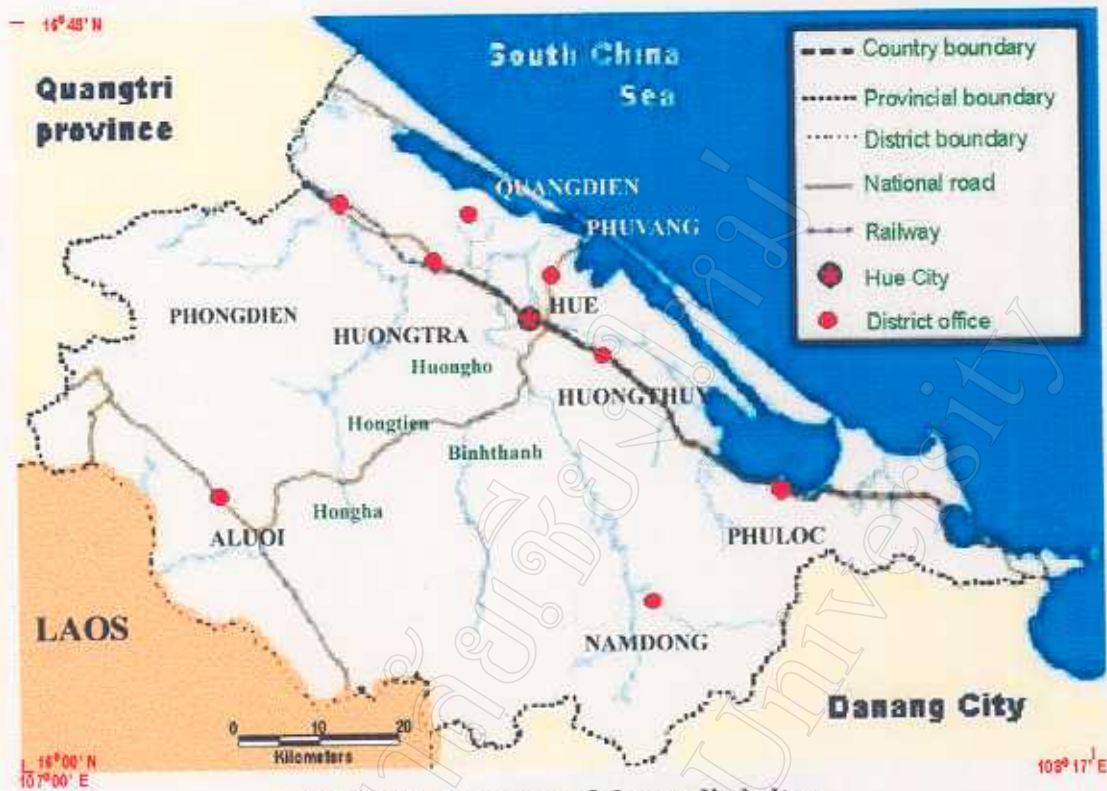 16° 48' N
South China
Sea
Quangtri
province
Country boundary
Provincial boundary
District boundary
National road
Railway
Hue City
District office
QUANGDIEN
PHUVANG
PHONGDIEN
HUE
HUONGTRA
Huongho
HUONGTHUY
Hongtien
Binhthanh
Hongha
ALUOI
PHULOC
LAOS
NAMDONG
Danang City
0 10 20
Kilometers
16° 00' N
107° 00' E
108° 17' E
University
University